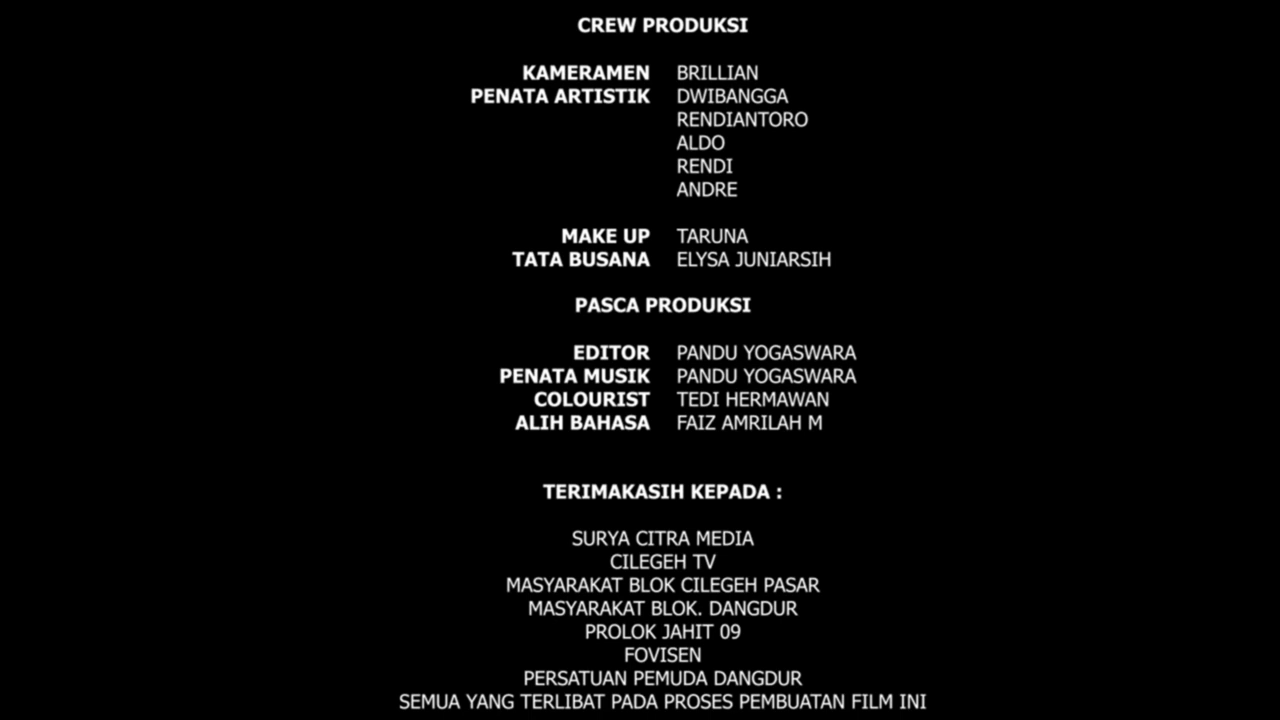 CREW PRODUKSI
KAMERAMEN BRILLIAN
PENATA ARTISTIK DWIBANGGA
RENDIANTORO
ALDO
RENDI
ANDRE
MAKE UP TARUNA
TATA BUSANA ELYSA JUNIARSIH
PASCA PRODUKSI
EDITOR PANDU YOGASWARA
PENATA MUSIK PANDU YOGASWARA
COLOURIST TEDI HERMAWAN
ALIH BAHASA FAIZ AMRILAH M
TERIMAKASIH KEPADA :
SURYA CITRA MEDIA
CILEGEH TV
MASYARAKAT BLOK CILEGEH PASAR
MASYARAKAT BLOK. DANGDUR
PROLOK JAHIT 09
FOVISEN
PERSATUAN PEMUDA DANGDUR
SEMUA YANG TERLIBAT PADA PROSES PEMBUATAN FILM INI